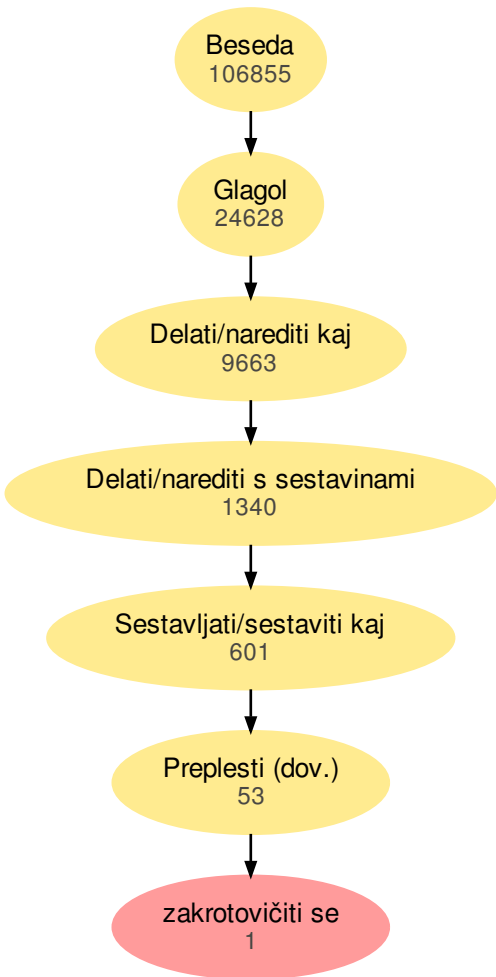 Beseda
106855
Glagol
24628
Delati/narediti kaj
9663
Delati/narediti s sestavinami
1340
Sestavljati/sestaviti kaj
601
Preplesti (dov.)
53
zakrotovičiti se
1